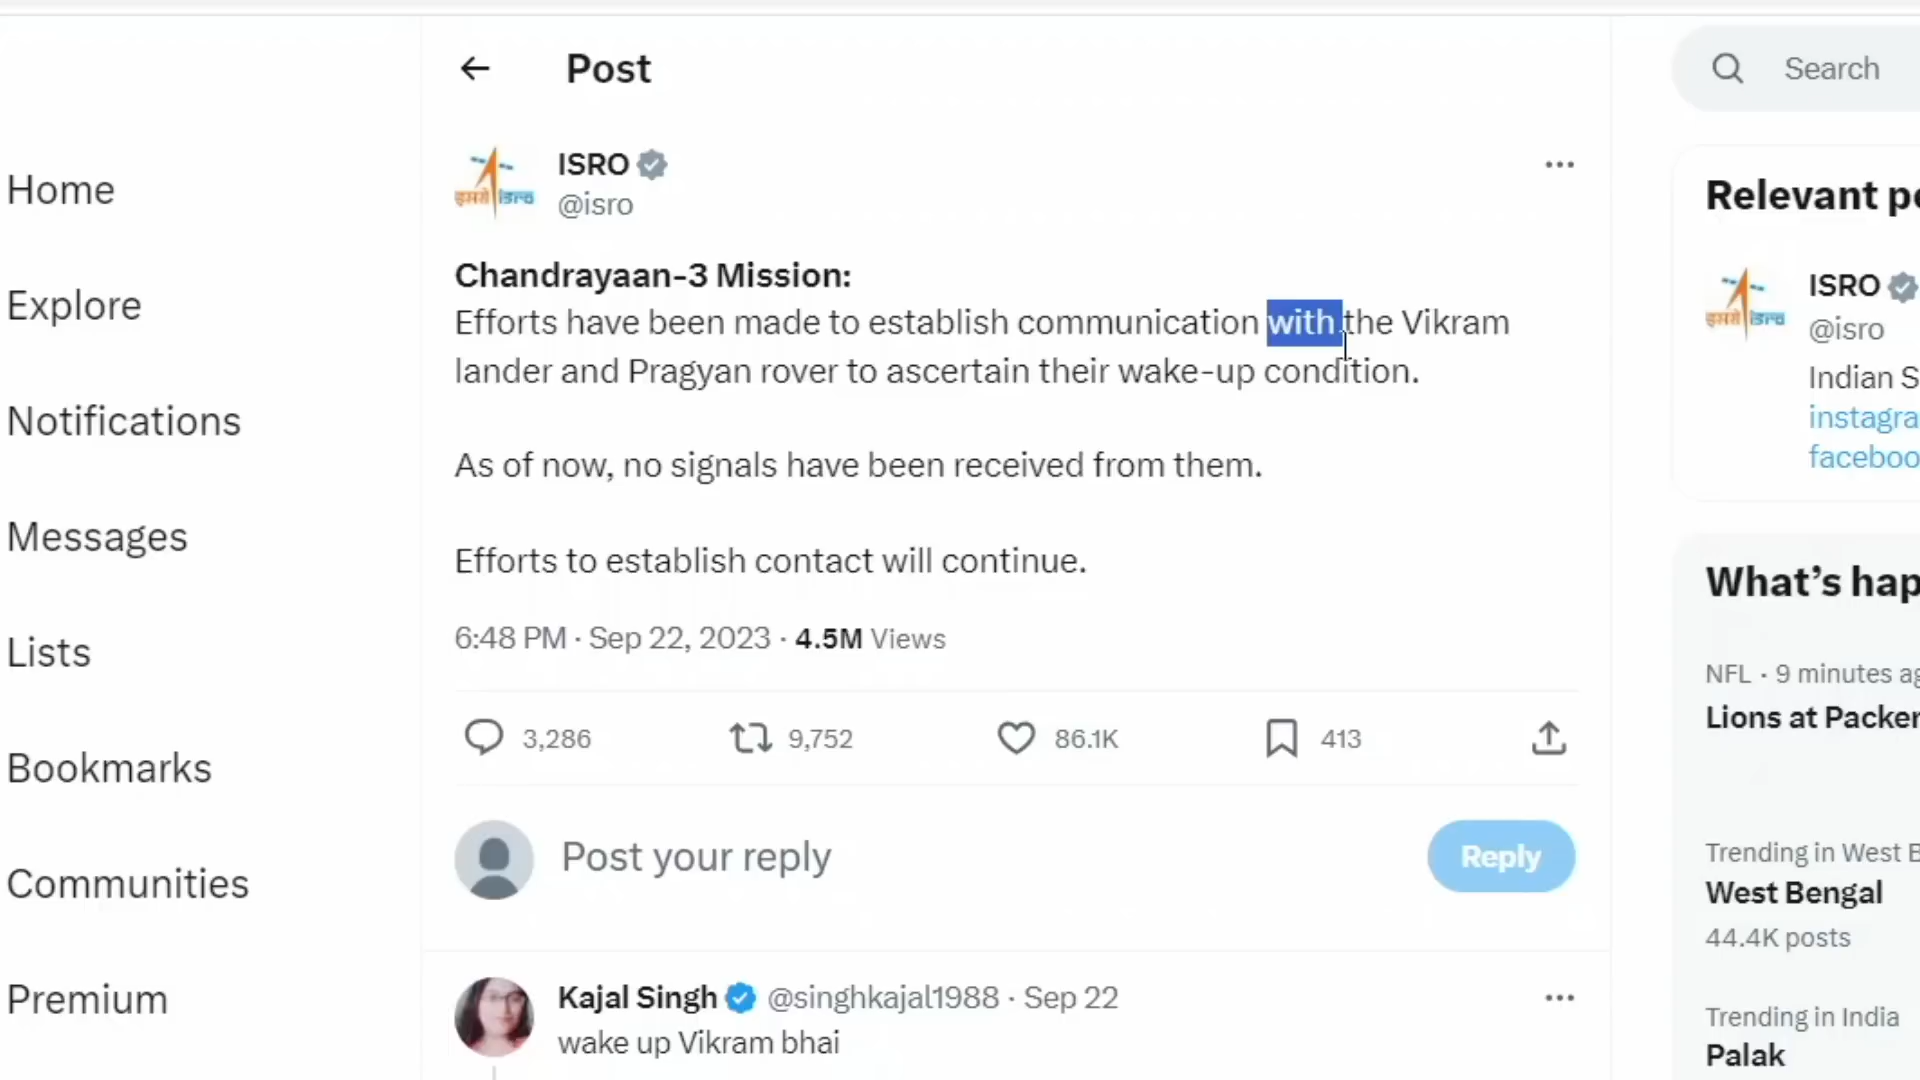 Post
Search
Home
Explore
Notifications
Messages
Lists
Bookmarks
Communities
Premium
इसरो isro
ISRO
@isro
Chandrayaan-3 Mission:
Efforts have been made to establish communication with the Vikram
lander and Pragyan rover to ascertain their wake-up condition.
As of now, no signals have been received from them.
Efforts to establish contact will continue.
6:48 PM · Sep 22, 2023 · 4.5M Views
3,286 9,752 86.1K 413
Post your reply
Reply
Kajal Singh @singhkajal1988 · Sep 22
wake up Vikram bhai
Relevant pe
इसरो isro
ISRO
@isro
Indian S
instagra
faceboo
What's hap
NFL · 9 minutes ag
Lions at Packer
Trending in West B
West Bengal
44.4K posts
Trending in India
Palak